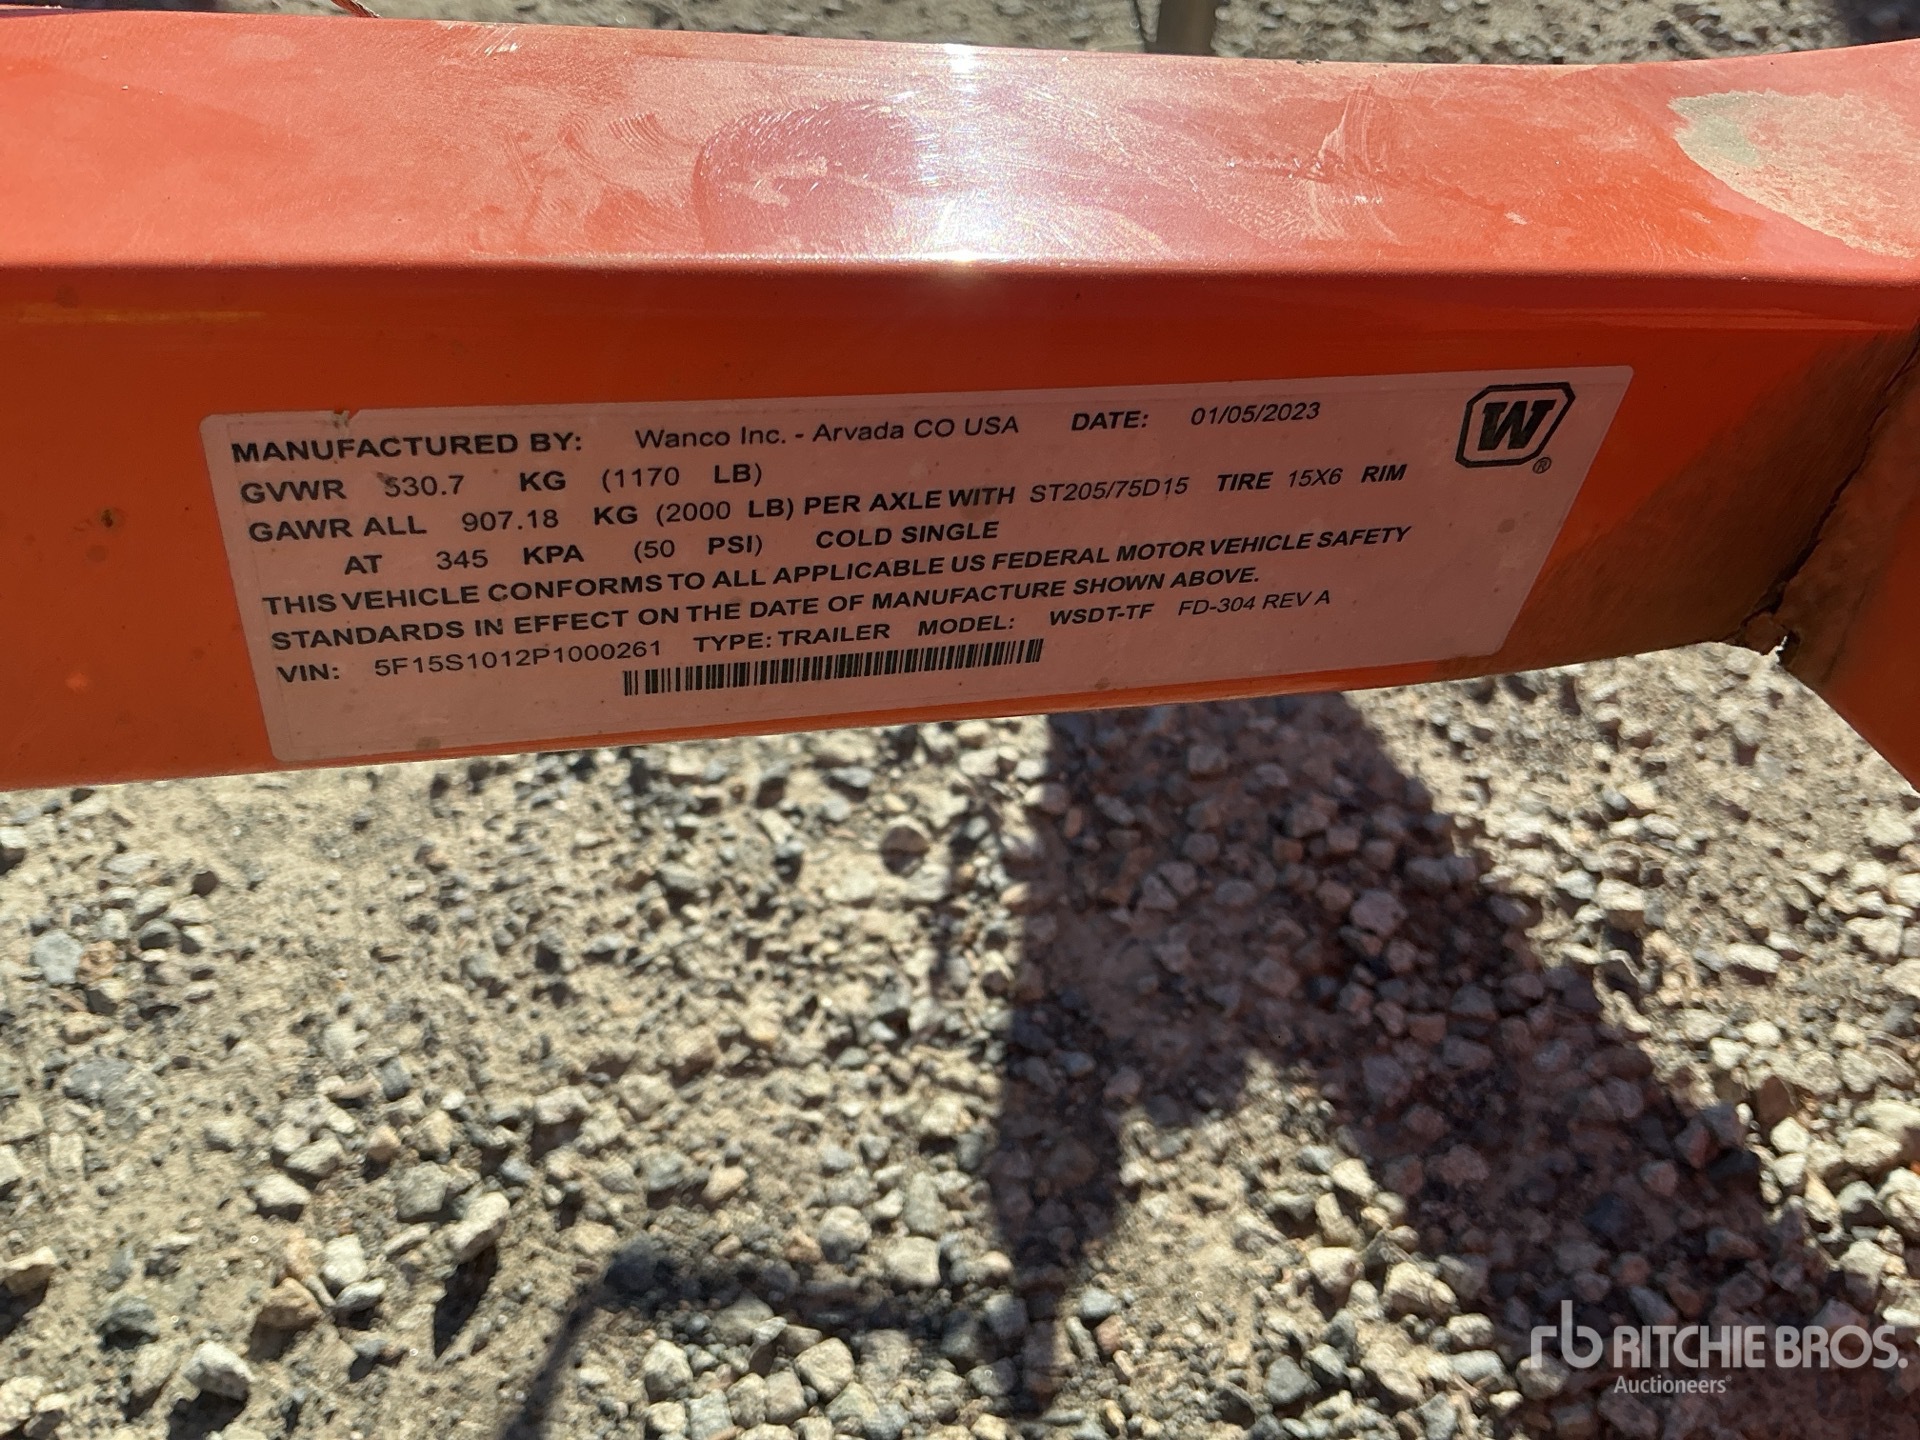 MANUFACTURED BY: Wanco Inc. - Arvada CO USA DATE: 01/05/2023
GVWR 530.7 KG (1170 LB)
GAWR ALL 907.18 KG (2000 LB) PER AXLE WITH ST205/75D15 TIRE 15X6 RIM
AT 345 KPA (50 PSI) COLD SINGLE
THIS VEHICLE CONFORMS TO ALL APPLICABLE US FEDERAL MOTOR VEHICLE SAFETY
STANDARDS IN EFFECT ON THE DATE OF MANUFACTURE SHOWN ABOVE.
VIN: 5F15S1012P1000261 TYPE: TRAILER MODEL: WSDT-TF FD-304 REV A
W®
rb RITCHIE BROS.
Auctioneers